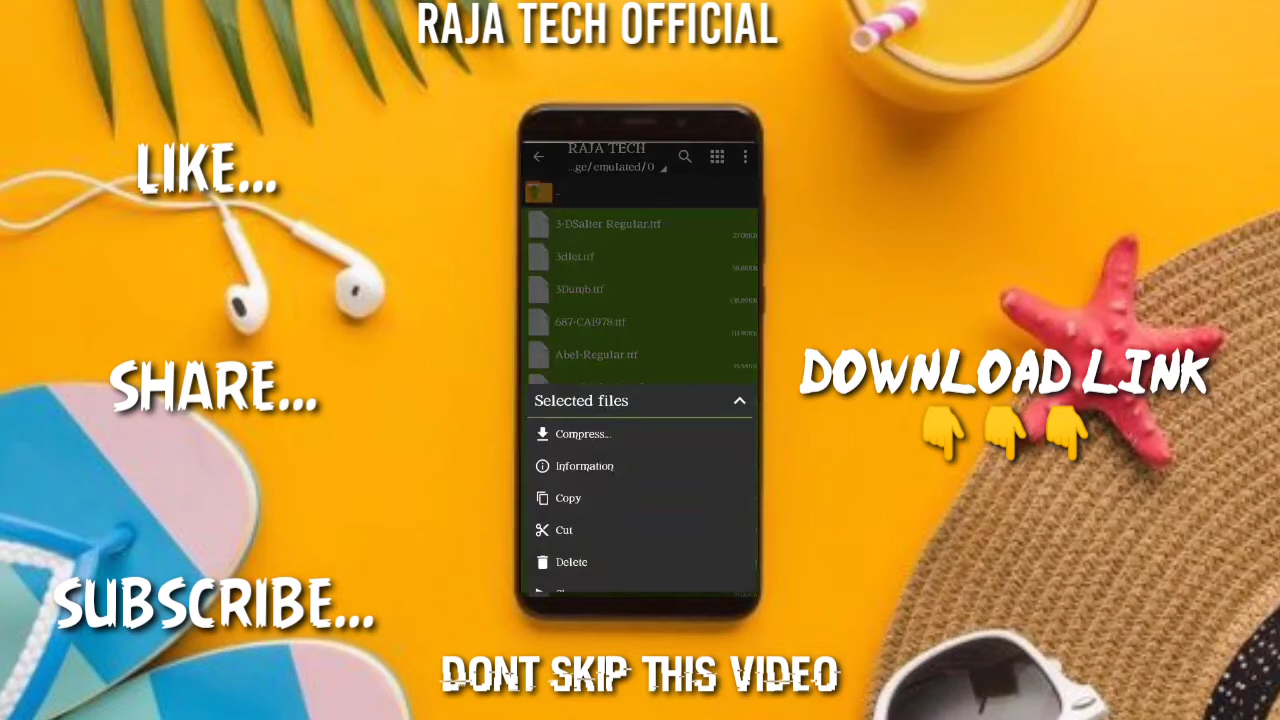 RAJA TECH OFFICIAL
LIKE...
SHARE...
SUBSCRIBE...
RAJA TECH
...ge/emulated/0
..
3-DSalter Regular.ttf
3dlet.ttf
3Dumb.ttf
687-CAI978.ttf
Abel-Regular.ttf
Selected files
Compress...
Information
Copy
Cut
Delete
DOWNLOAD LINK
👇👇👇
DONT SKIP THIS VIDEO